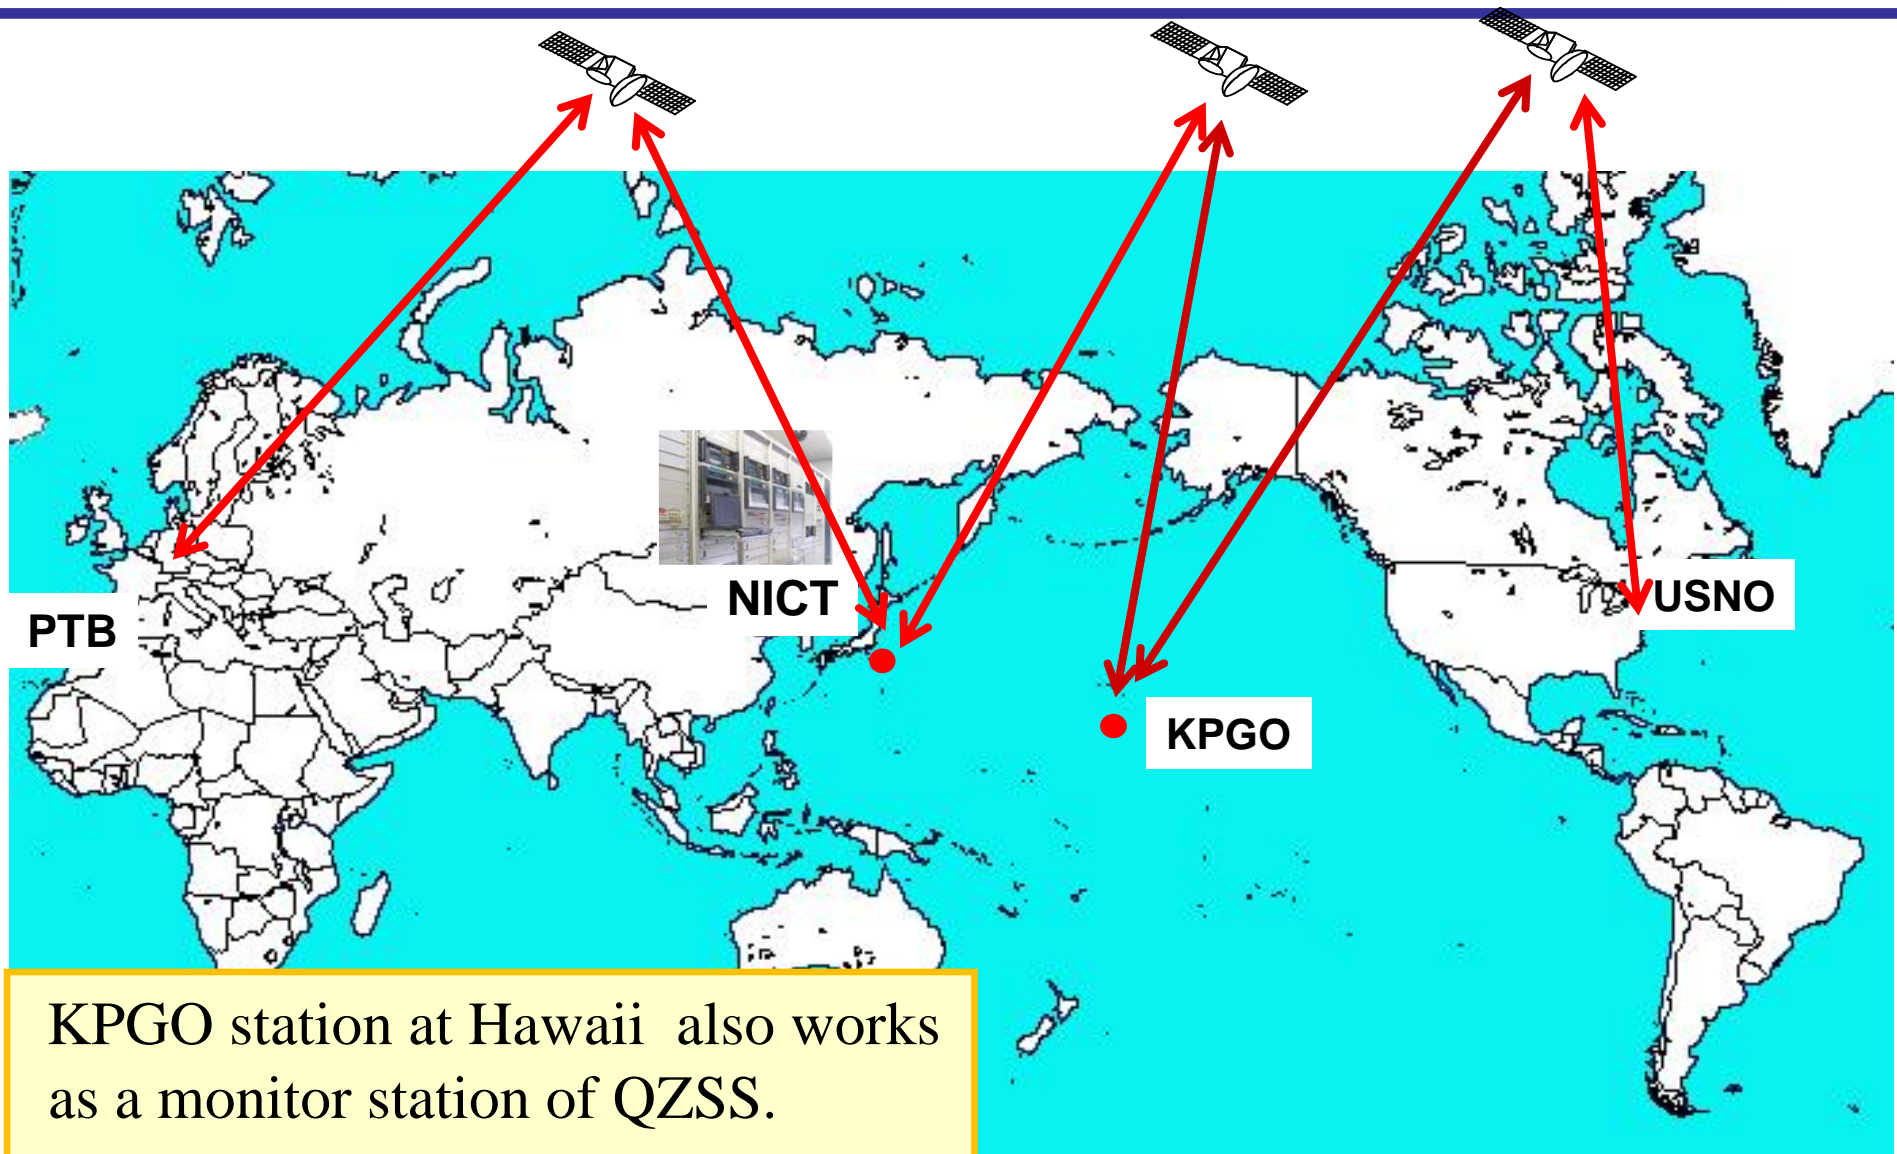 NICT
USNO
PTB
KPGO
KPGO station at Hawaii also works
as a monitor station of QZSS.